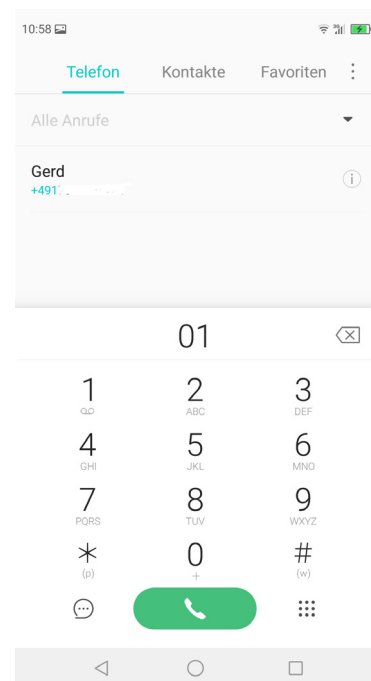 10:58
Telefon Kontakte Favoriten
Alle Anrufe
Gerd
+491
01
1 2 3
ABC DEF
4 5 6
GHI JKL MNO
7 8 9
PQRS TUV WXYZ
* 0 #
(p) + (w)